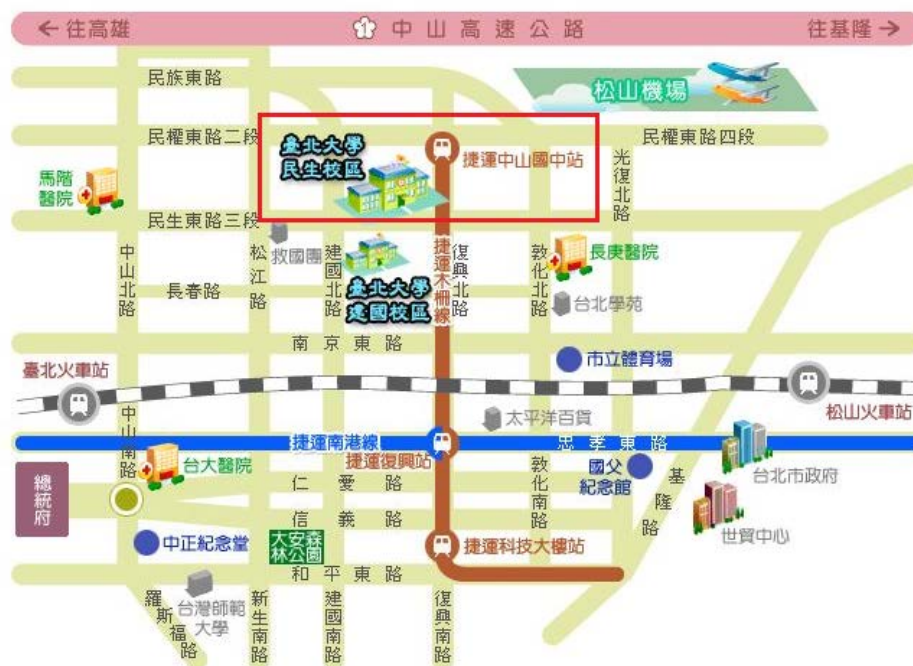 往高雄
1
中山高速公路
往基隆
民族東路
松山機場
民權東路二段
臺北大學
民生校區
捷運中山國中站
民權東路四段
馬階
醫院
光復北路
民生東路三段
救國團
中山北路
松江路
建國北路
捷運木柵線
復興北路
敦化北路
長庚醫院
長春路
臺北大學
建國校區
台北學苑
南京東路
市立體育場
臺北火車站
松山火車站
中山南路
太平洋百貨
捷運南港線
忠孝東路
捷運復興站
台大醫院
國父
紀念館
台北市政府
總統府
仁愛路
敦化南路
基隆路
信義路
世貿中心
中正紀念堂
大安森
林公園
捷運科技大樓站
和平東路
台灣師範
大學
羅斯福路
新生南路
建國南路
復興南路